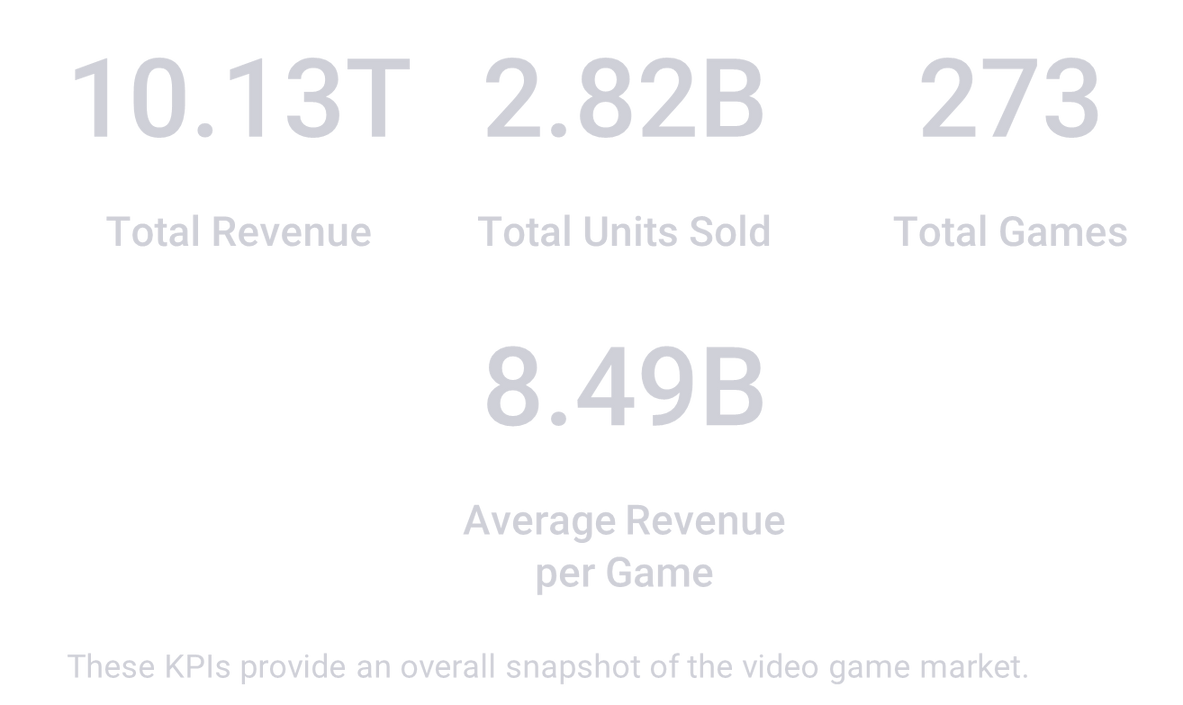 10.13T 2.82B 273
Total Revenue Total Units Sold Total Games
8.49B
Average Revenue
per Game
These KPIs provide an overall snapshot of the video game market.